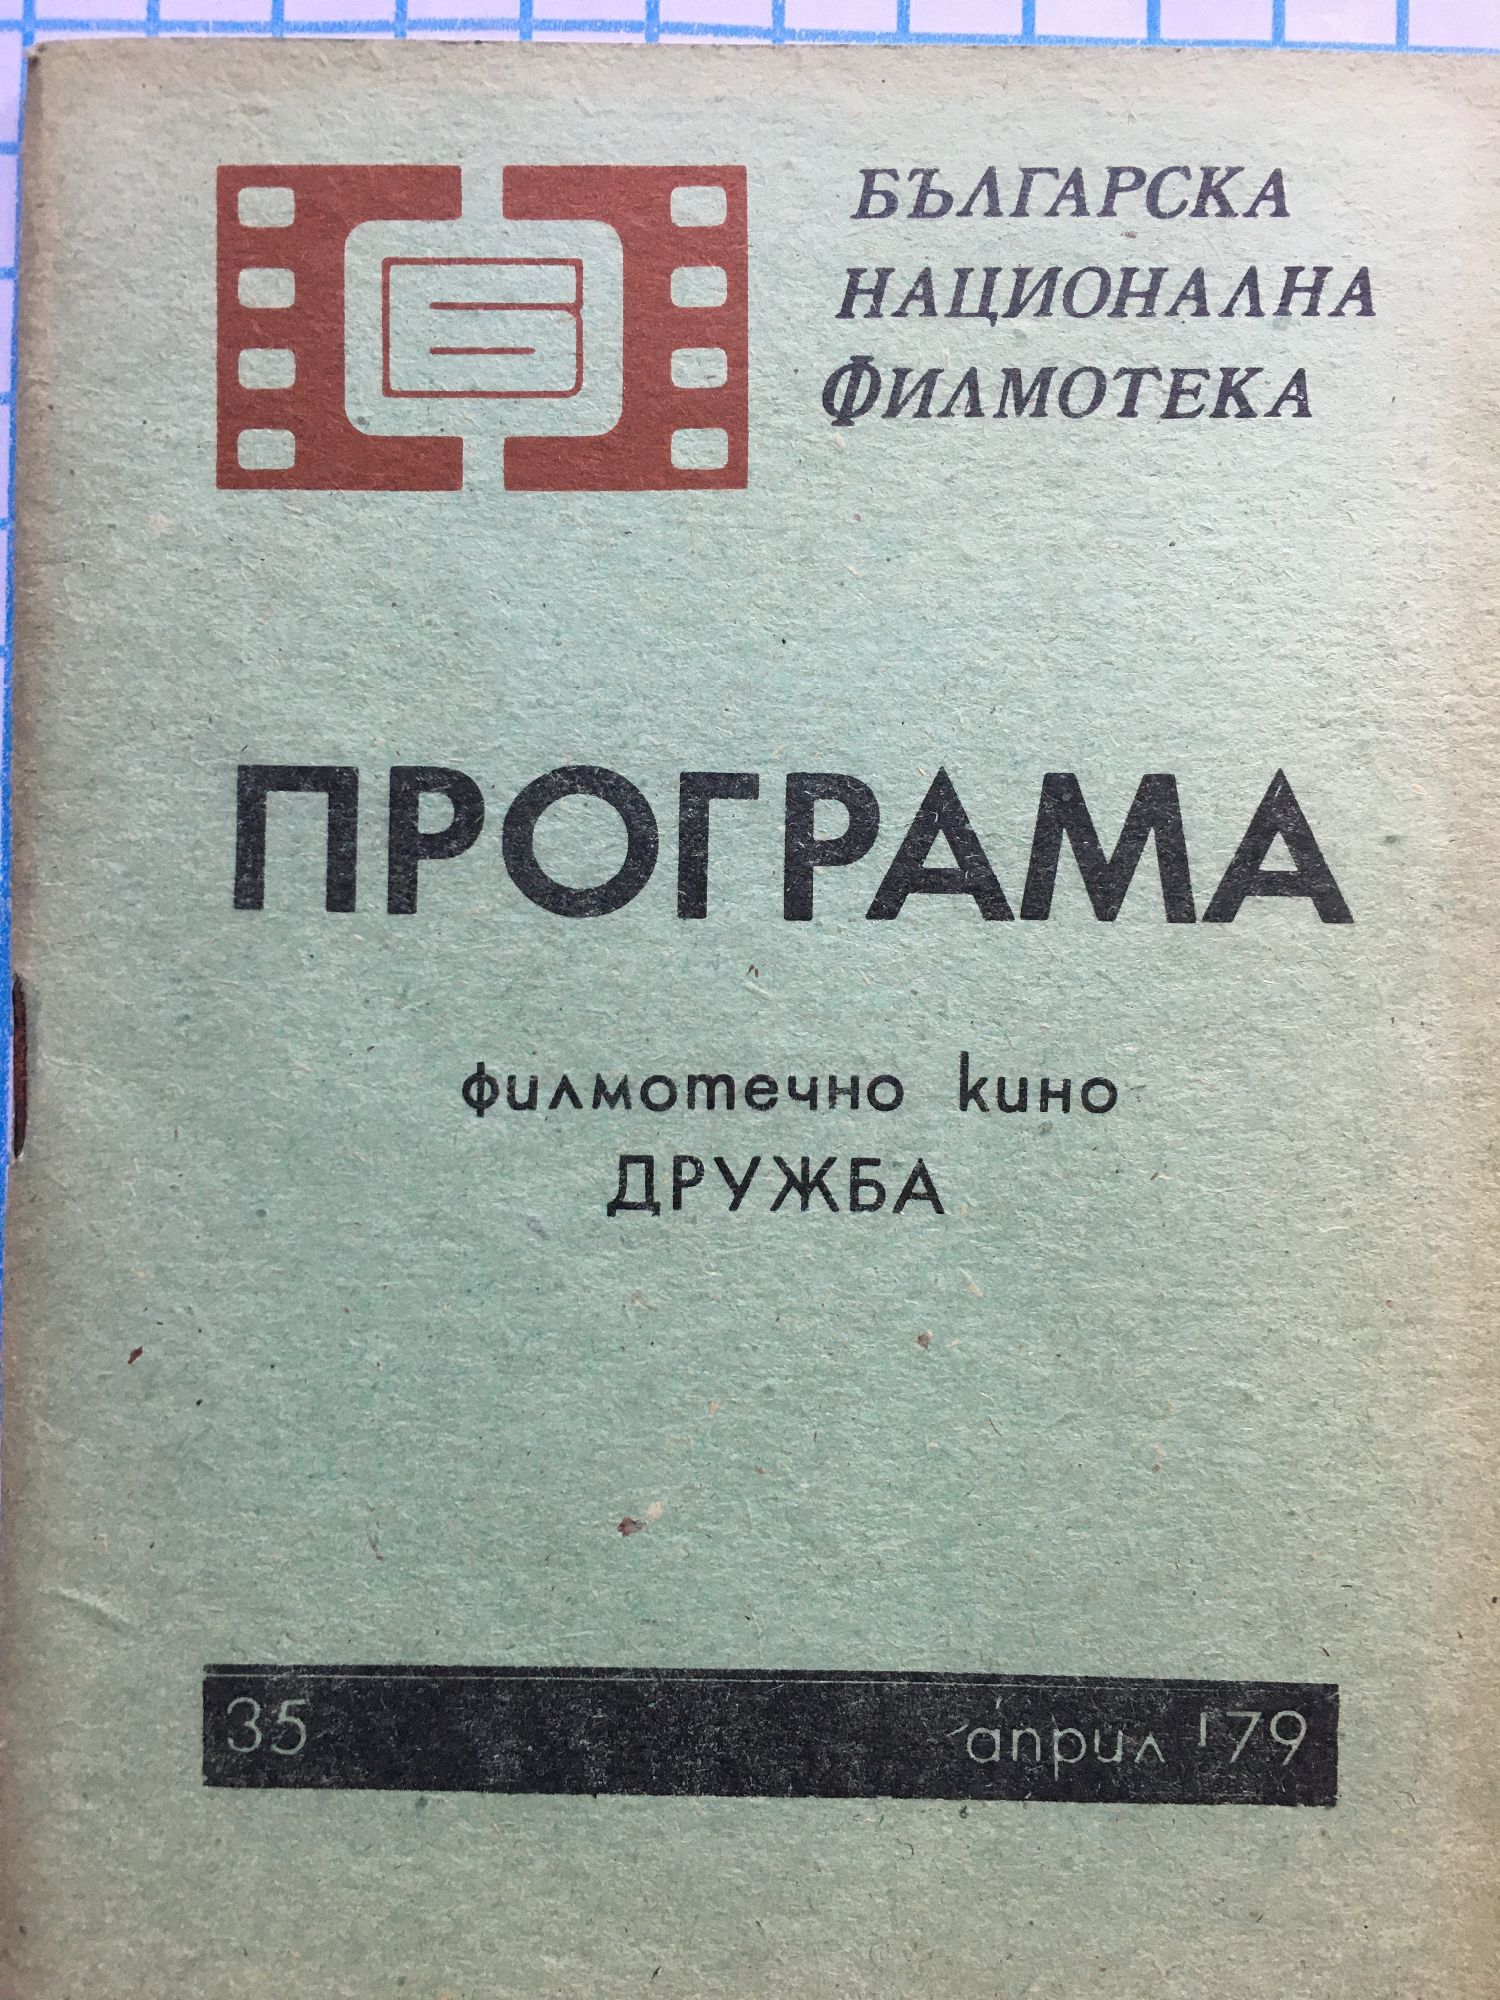 БЪЛГАРСКА
НАЦИОНАЛНА
ФИЛМОТЕКА
Б
ПРОГРАМА
филмотечно кино
ДРУЖБА
35 април '79